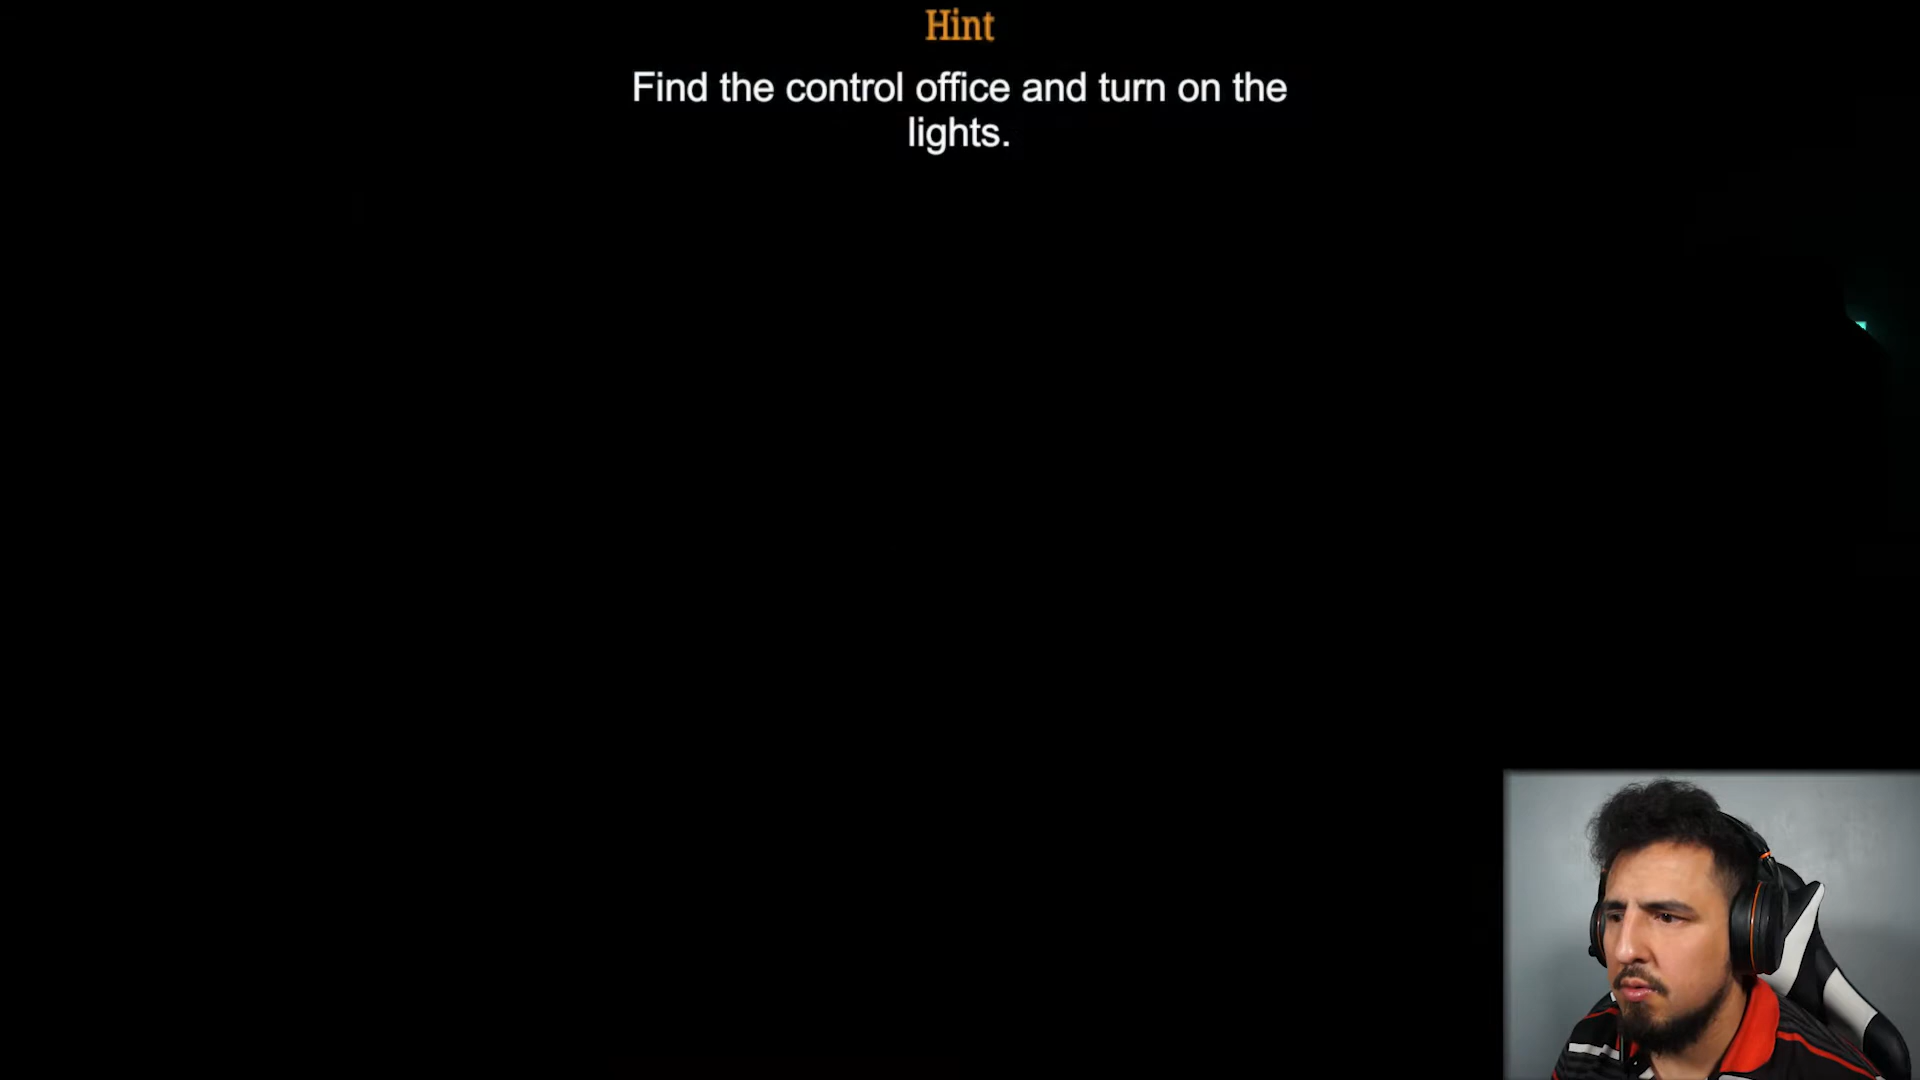 Hint
Find the control office and turn on the
lights.